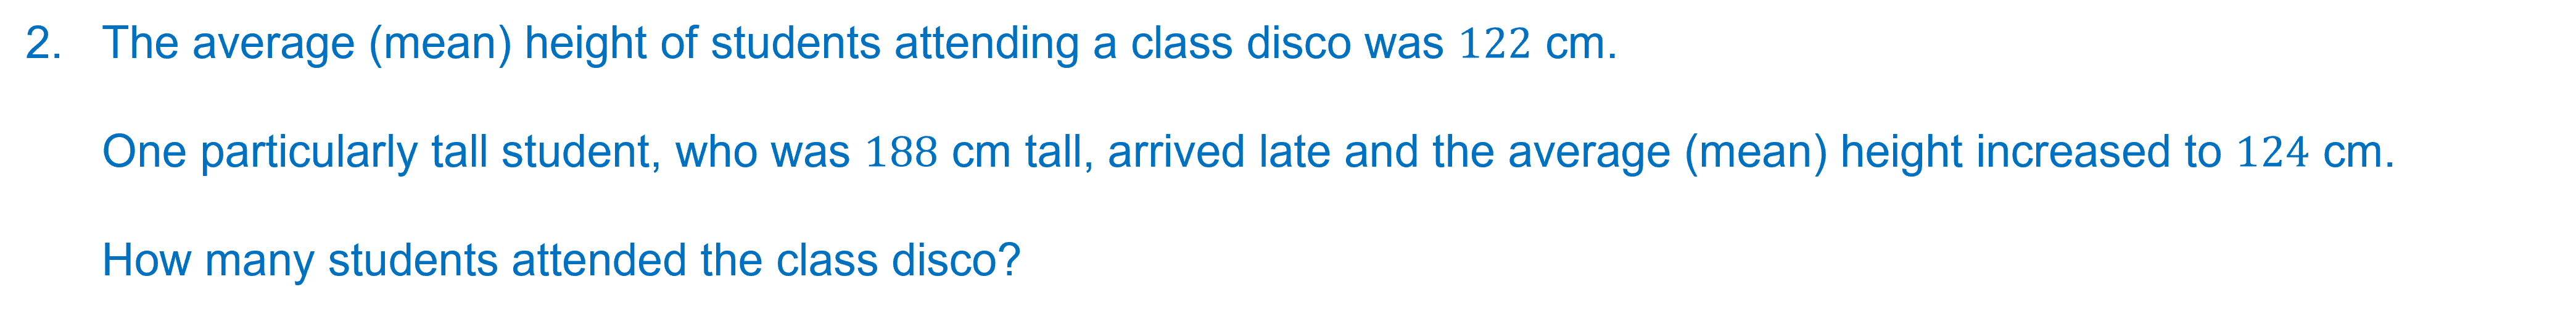 2. The average (mean) height of students attending a class disco was 122 cm.
One particularly tall student, who was 188 cm tall, arrived late and the average (mean) height increased to 124 cm.
How many students attended the class disco?